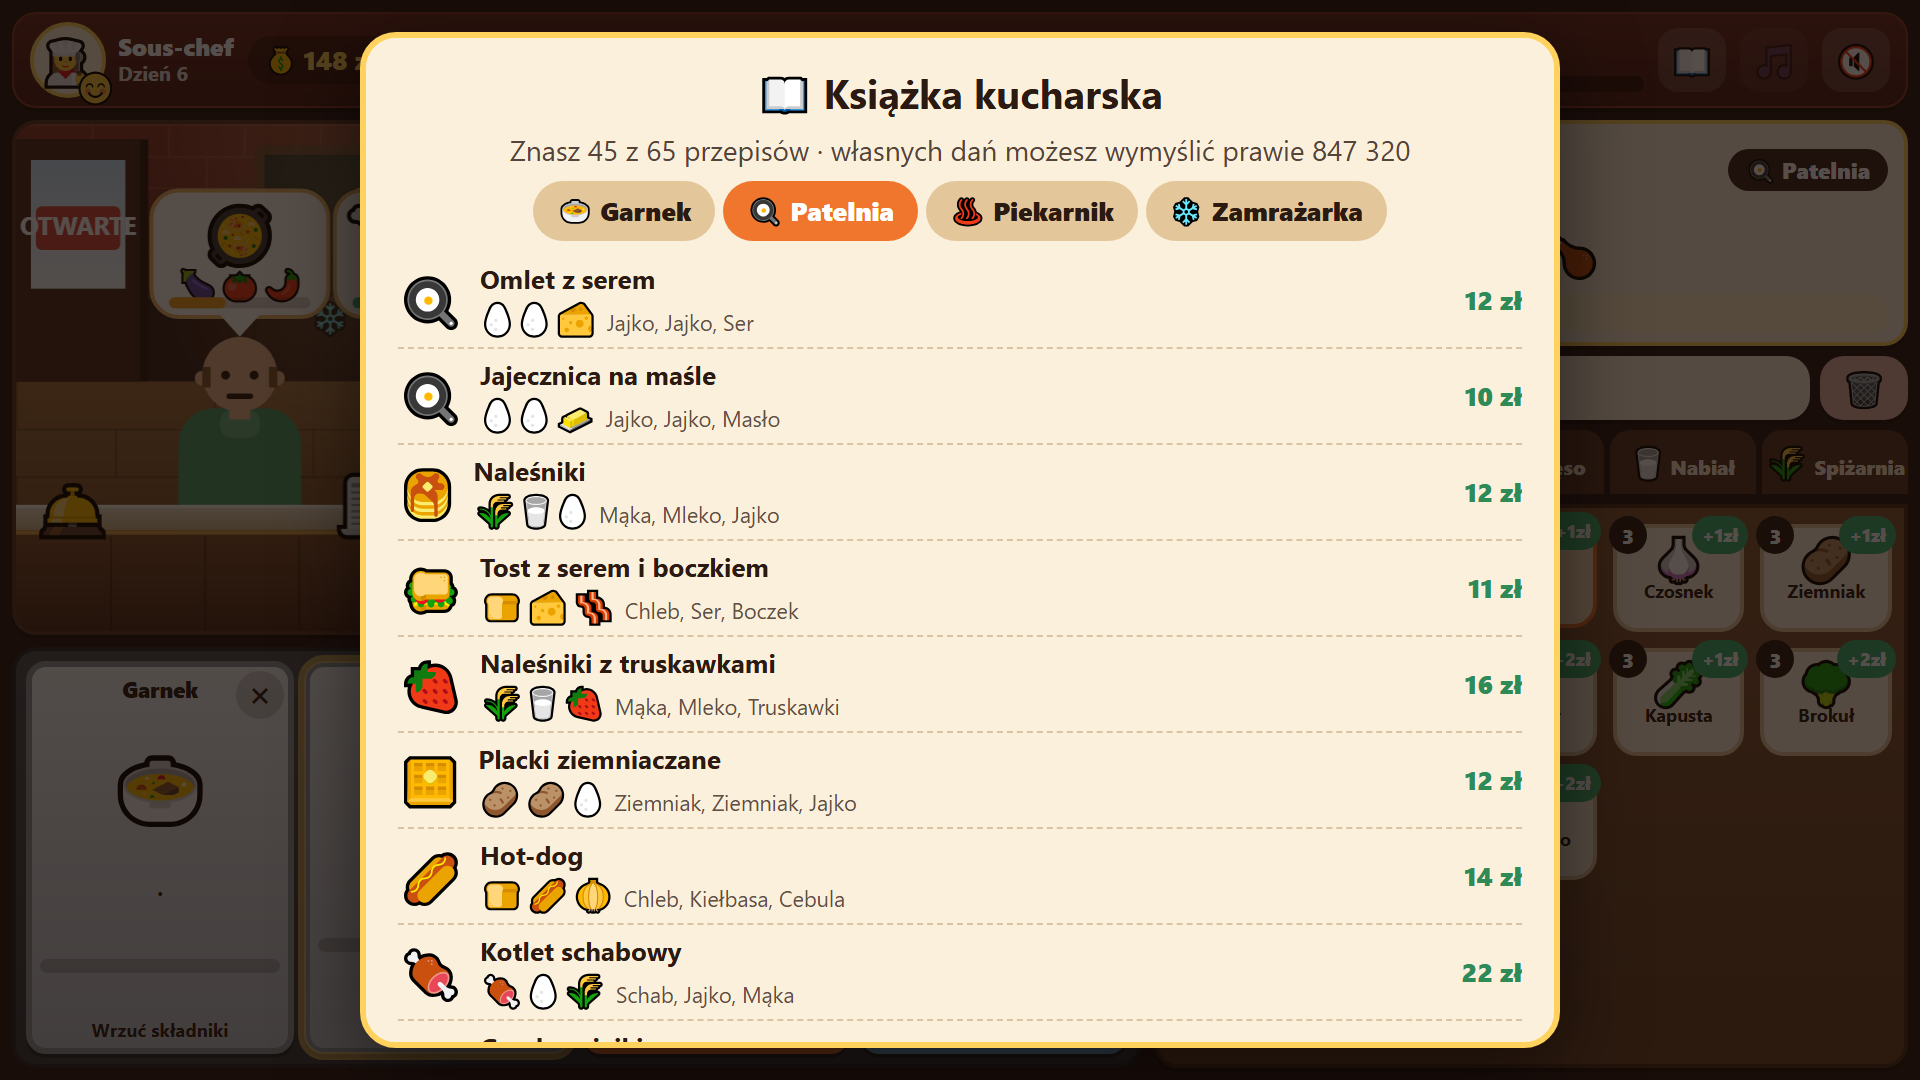 Sous-chef
Dzień 6
148
Książka kucharska
Znasz 45 z 65 przepisów · własnych dań możesz wymyślić prawie 847 320
Garnek
Patelnia
Piekarnik
Zamrażarka
Omlet z serem
Jajko, Jajko, Ser
12 zł
Jajecznica na maśle
Jajko, Jajko, Masło
10 zł
Naleśniki
Mąka, Mleko, Jajko
12 zł
Tost z serem i boczkiem
Chleb, Ser, Boczek
11 zł
Naleśniki z truskawkami
Mąka, Mleko, Truskawki
16 zł
Placki ziemniaczane
Ziemniak, Ziemniak, Jajko
12 zł
Hot-dog
Chleb, Kiełbasa, Cebula
14 zł
Kotlet schabowy
Schab, Jajko, Mąka
22 zł
OTWARTE
Garnek
Wrzuć składniki
Patelnia
Nabiał
Spiżarnia
+1zł
3
+1zł
Czosnek
3
+1zł
Ziemniak
3
+1zł
Kapusta
3
+2zł
Brokuł